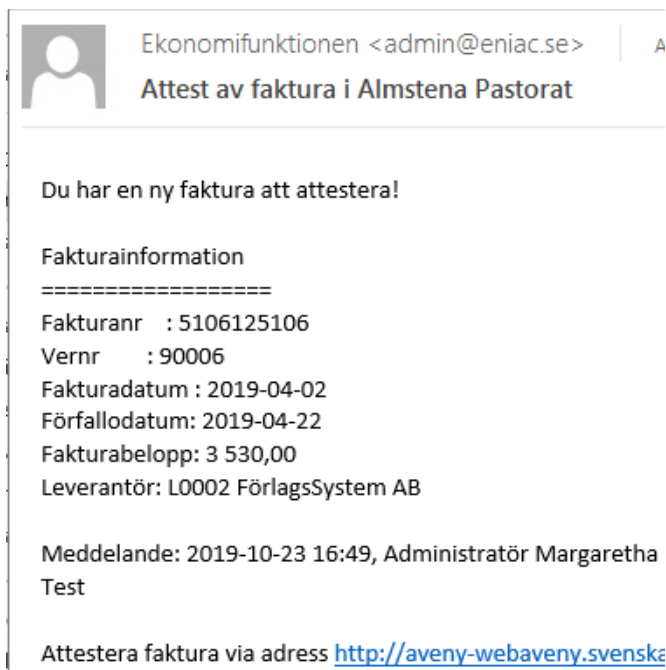 Ekonomifunktionen <admin@eniac.se>
Attest av faktura i Almstena Pastorat
Du har en ny faktura att attestera!
Fakturainformation
==================
Fakturanr : 5106125106
Vernr : 90006
Fakturadatum : 2019-04-02
Förfallodatum: 2019-04-22
Fakturabelopp: 3 530,00
Leverantör: L0002 FörlagsSystem AB
Meddelande: 2019-10-23 16:49, Administratör Margaretha
Test
Attestera faktura via adress http://aveny-webaveny.svenska